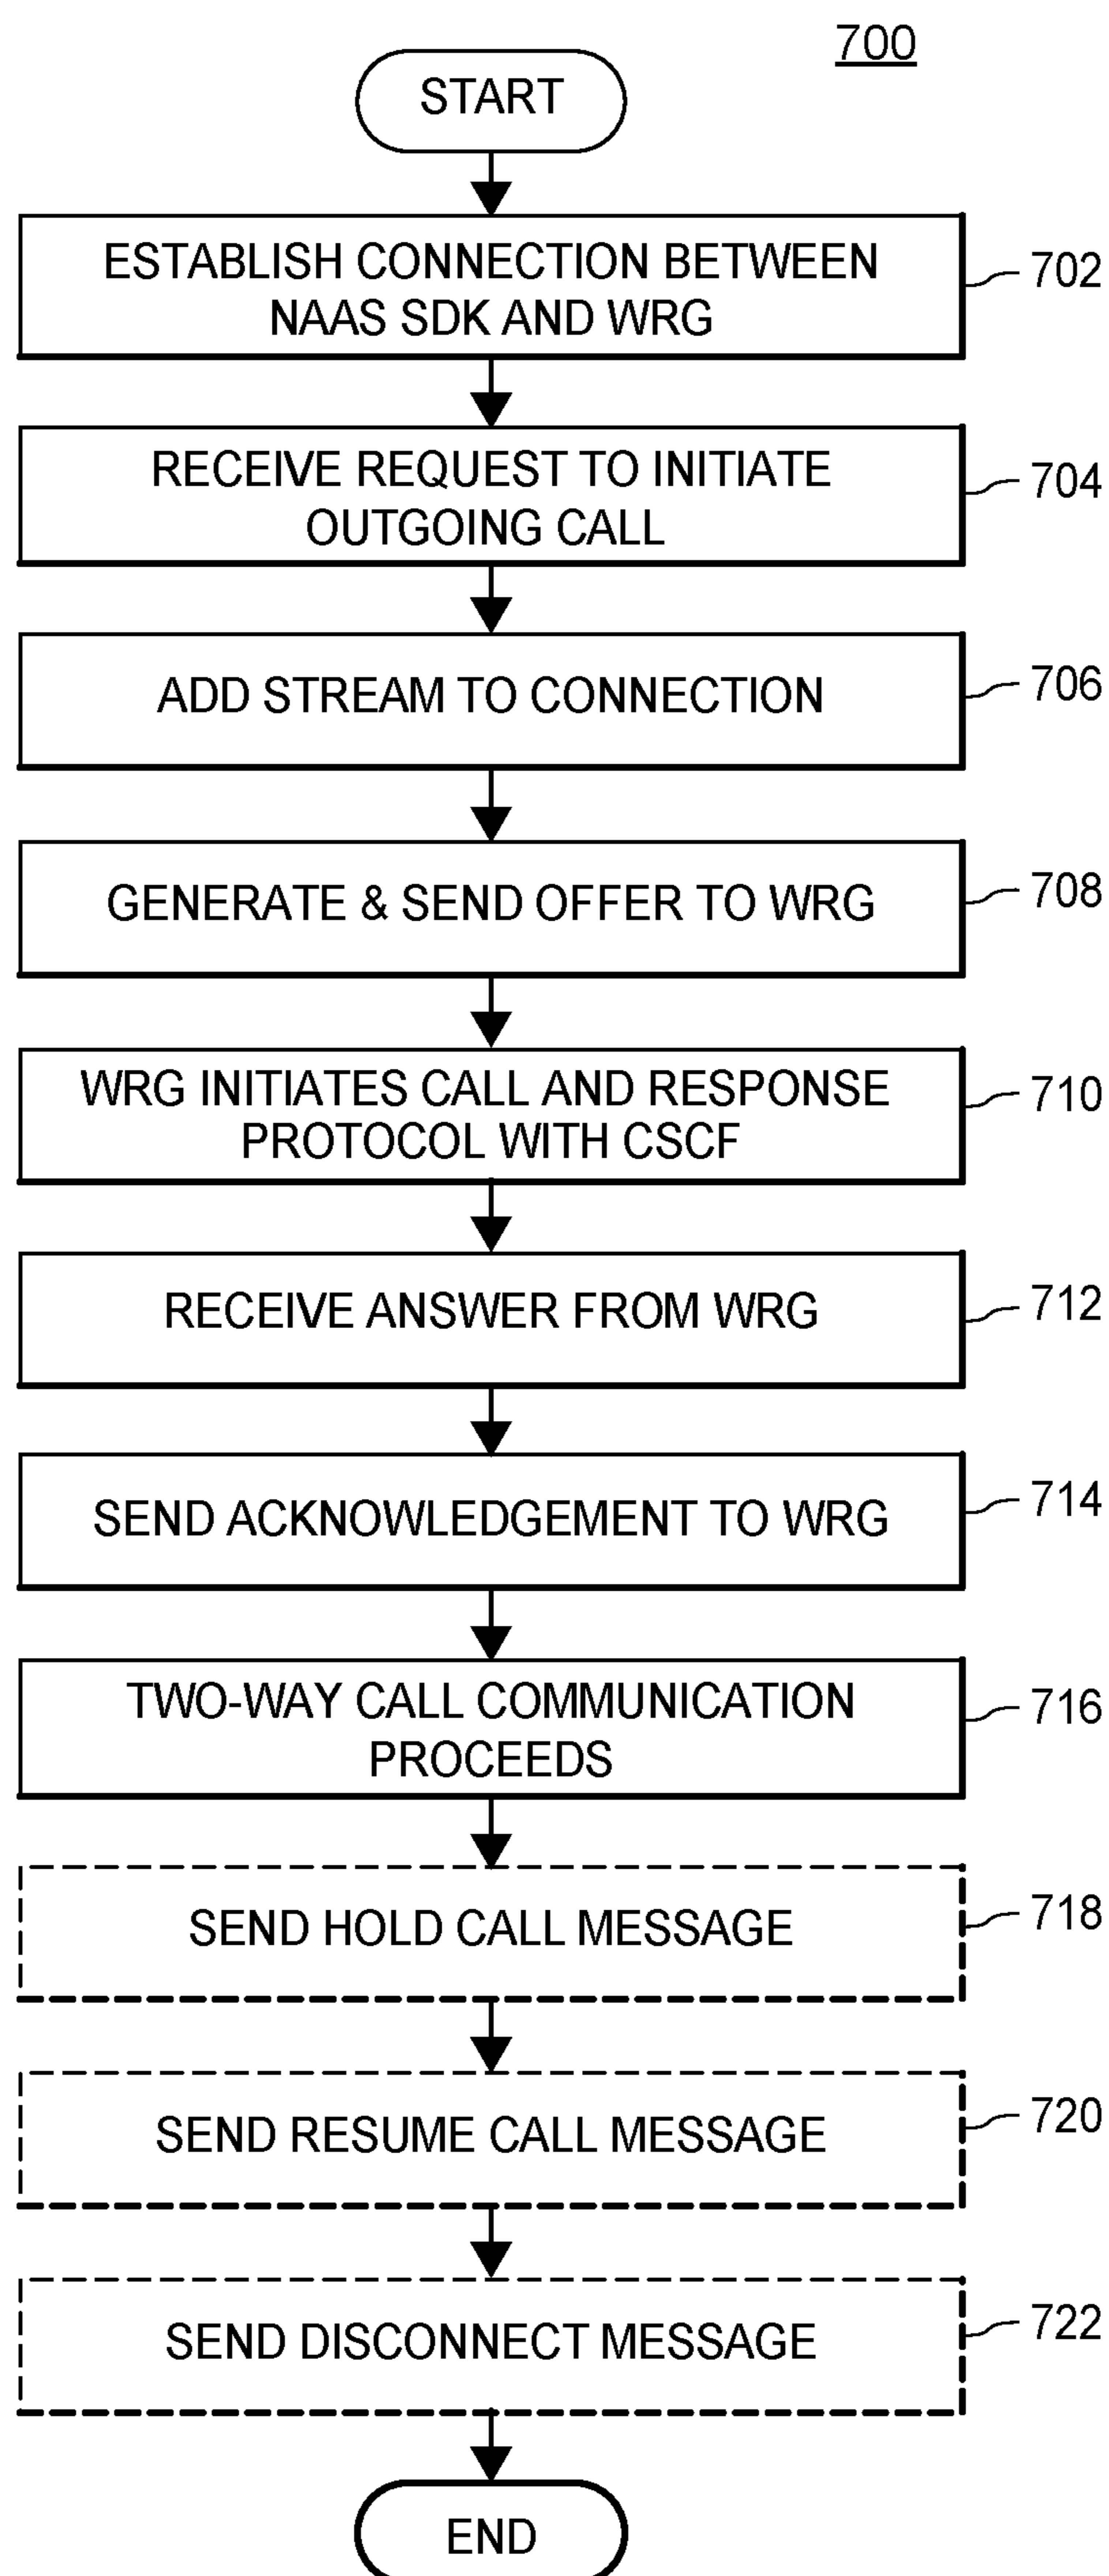 700
START
ESTABLISH CONNECTION BETWEEN
NAAS SDK AND WRG
702
RECEIVE REQUEST TO INITIATE
OUTGOING CALL
704
ADD STREAM TO CONNECTION
706
GENERATE & SEND OFFER TO WRG
708
WRG INITIATES CALL AND RESPONSE
PROTOCOL WITH CSCF
710
RECEIVE ANSWER FROM WRG
712
SEND ACKNOWLEDGEMENT TO WRG
714
TWO-WAY CALL COMMUNICATION
PROCEEDS
716
SEND HOLD CALL MESSAGE
718
SEND RESUME CALL MESSAGE
720
SEND DISCONNECT MESSAGE
722
END